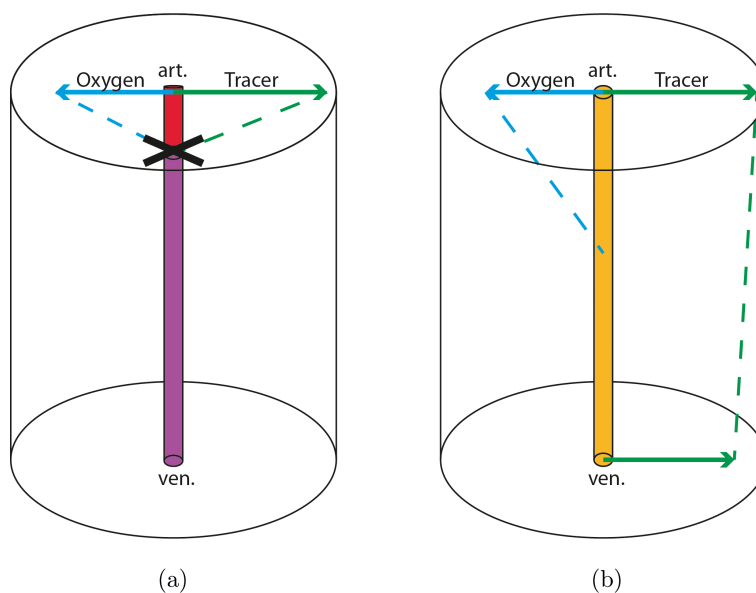 art.
Oxygen Tracer
ven.
(a)
art.
Oxygen Tracer
ven.
(b)